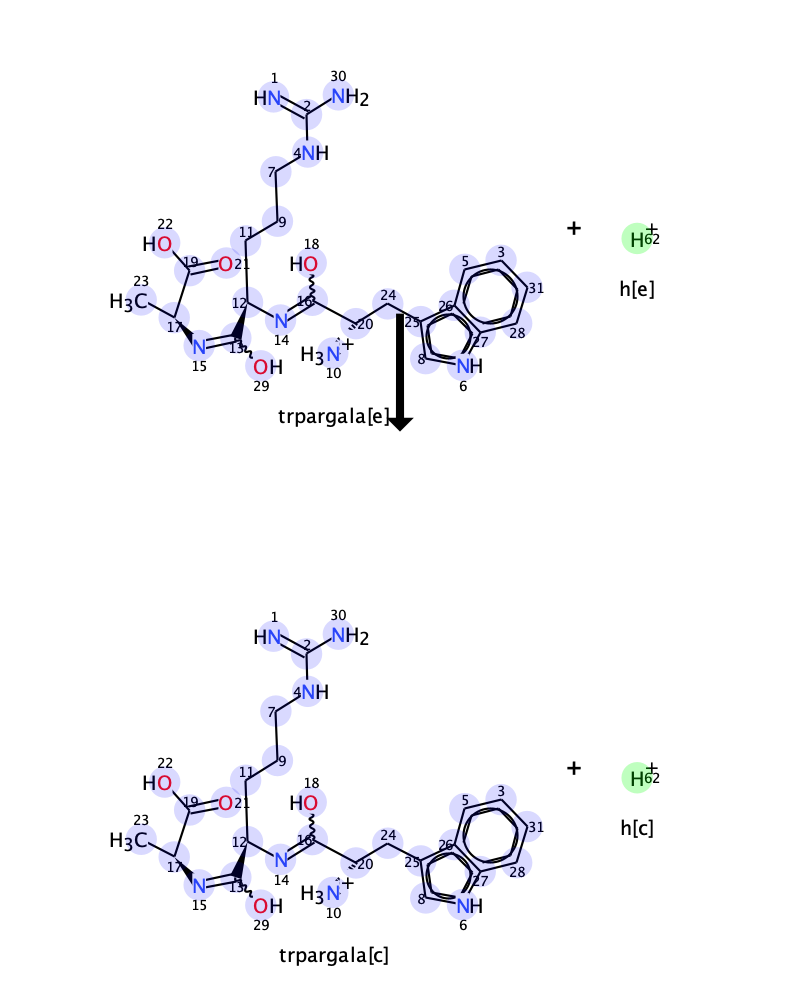 1 30
HN 2 NH2
4 NH
7
22 9
HO 11 18 +
19 O 21 HO 5 3 + H 62
23 26 31 h[e]
H3C 12 16 24
17 N 20 25 28
N 13 14 H3N + 27
15 OH 10 8 NH
29 6
trpargala[e]
1 30
HN 2 NH2
4 NH
7
22 9
HO 11 18 +
19 O 21 HO 5 3 + H 62
23 26 31 h[c]
H3C 12 16 24
17 N 20 25 28
N 13 14 H3N + 27
15 OH 10 8 NH
29 6
trpargala[c]